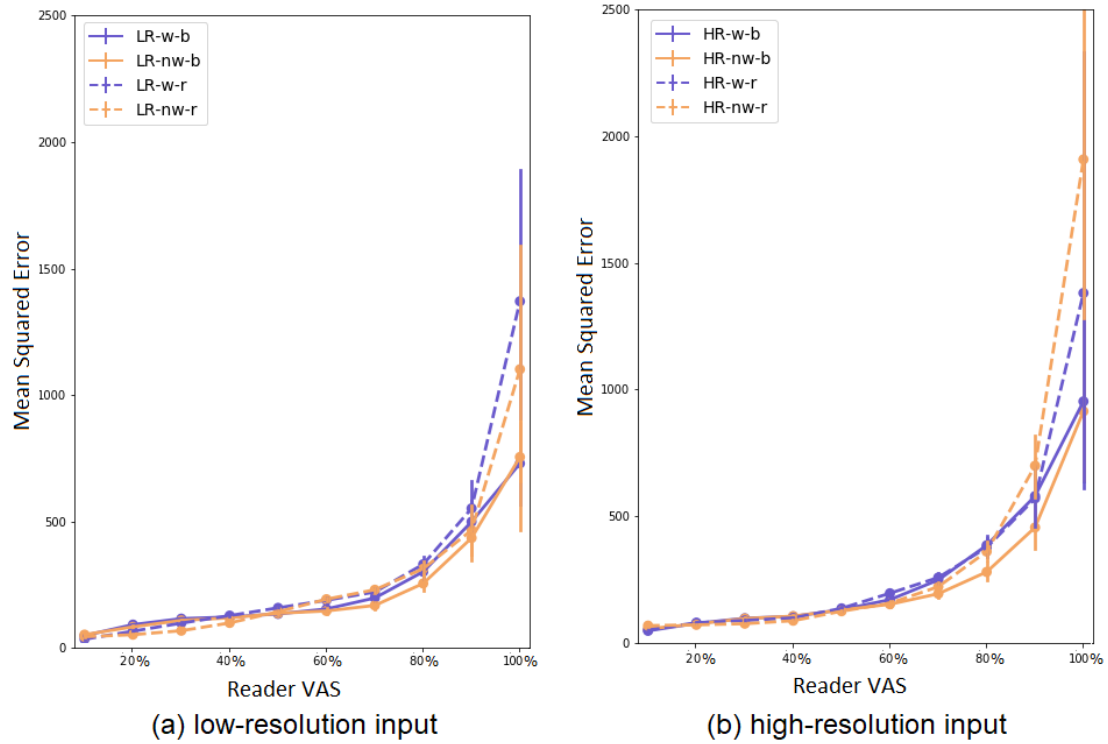 2500
2000
1500
1000
500
0
Mean Squared Error
LR-w-b
LR-nw-b
LR-w-r
LR-nw-r
20%
40%
60%
80%
100%
Reader VAS
(a) low-resolution input
2500
2000
1500
1000
500
0
Mean Squared Error
HR-w-b
HR-nw-b
HR-w-r
HR-nw-r
20%
40%
60%
80%
100%
Reader VAS
(b) high-resolution input